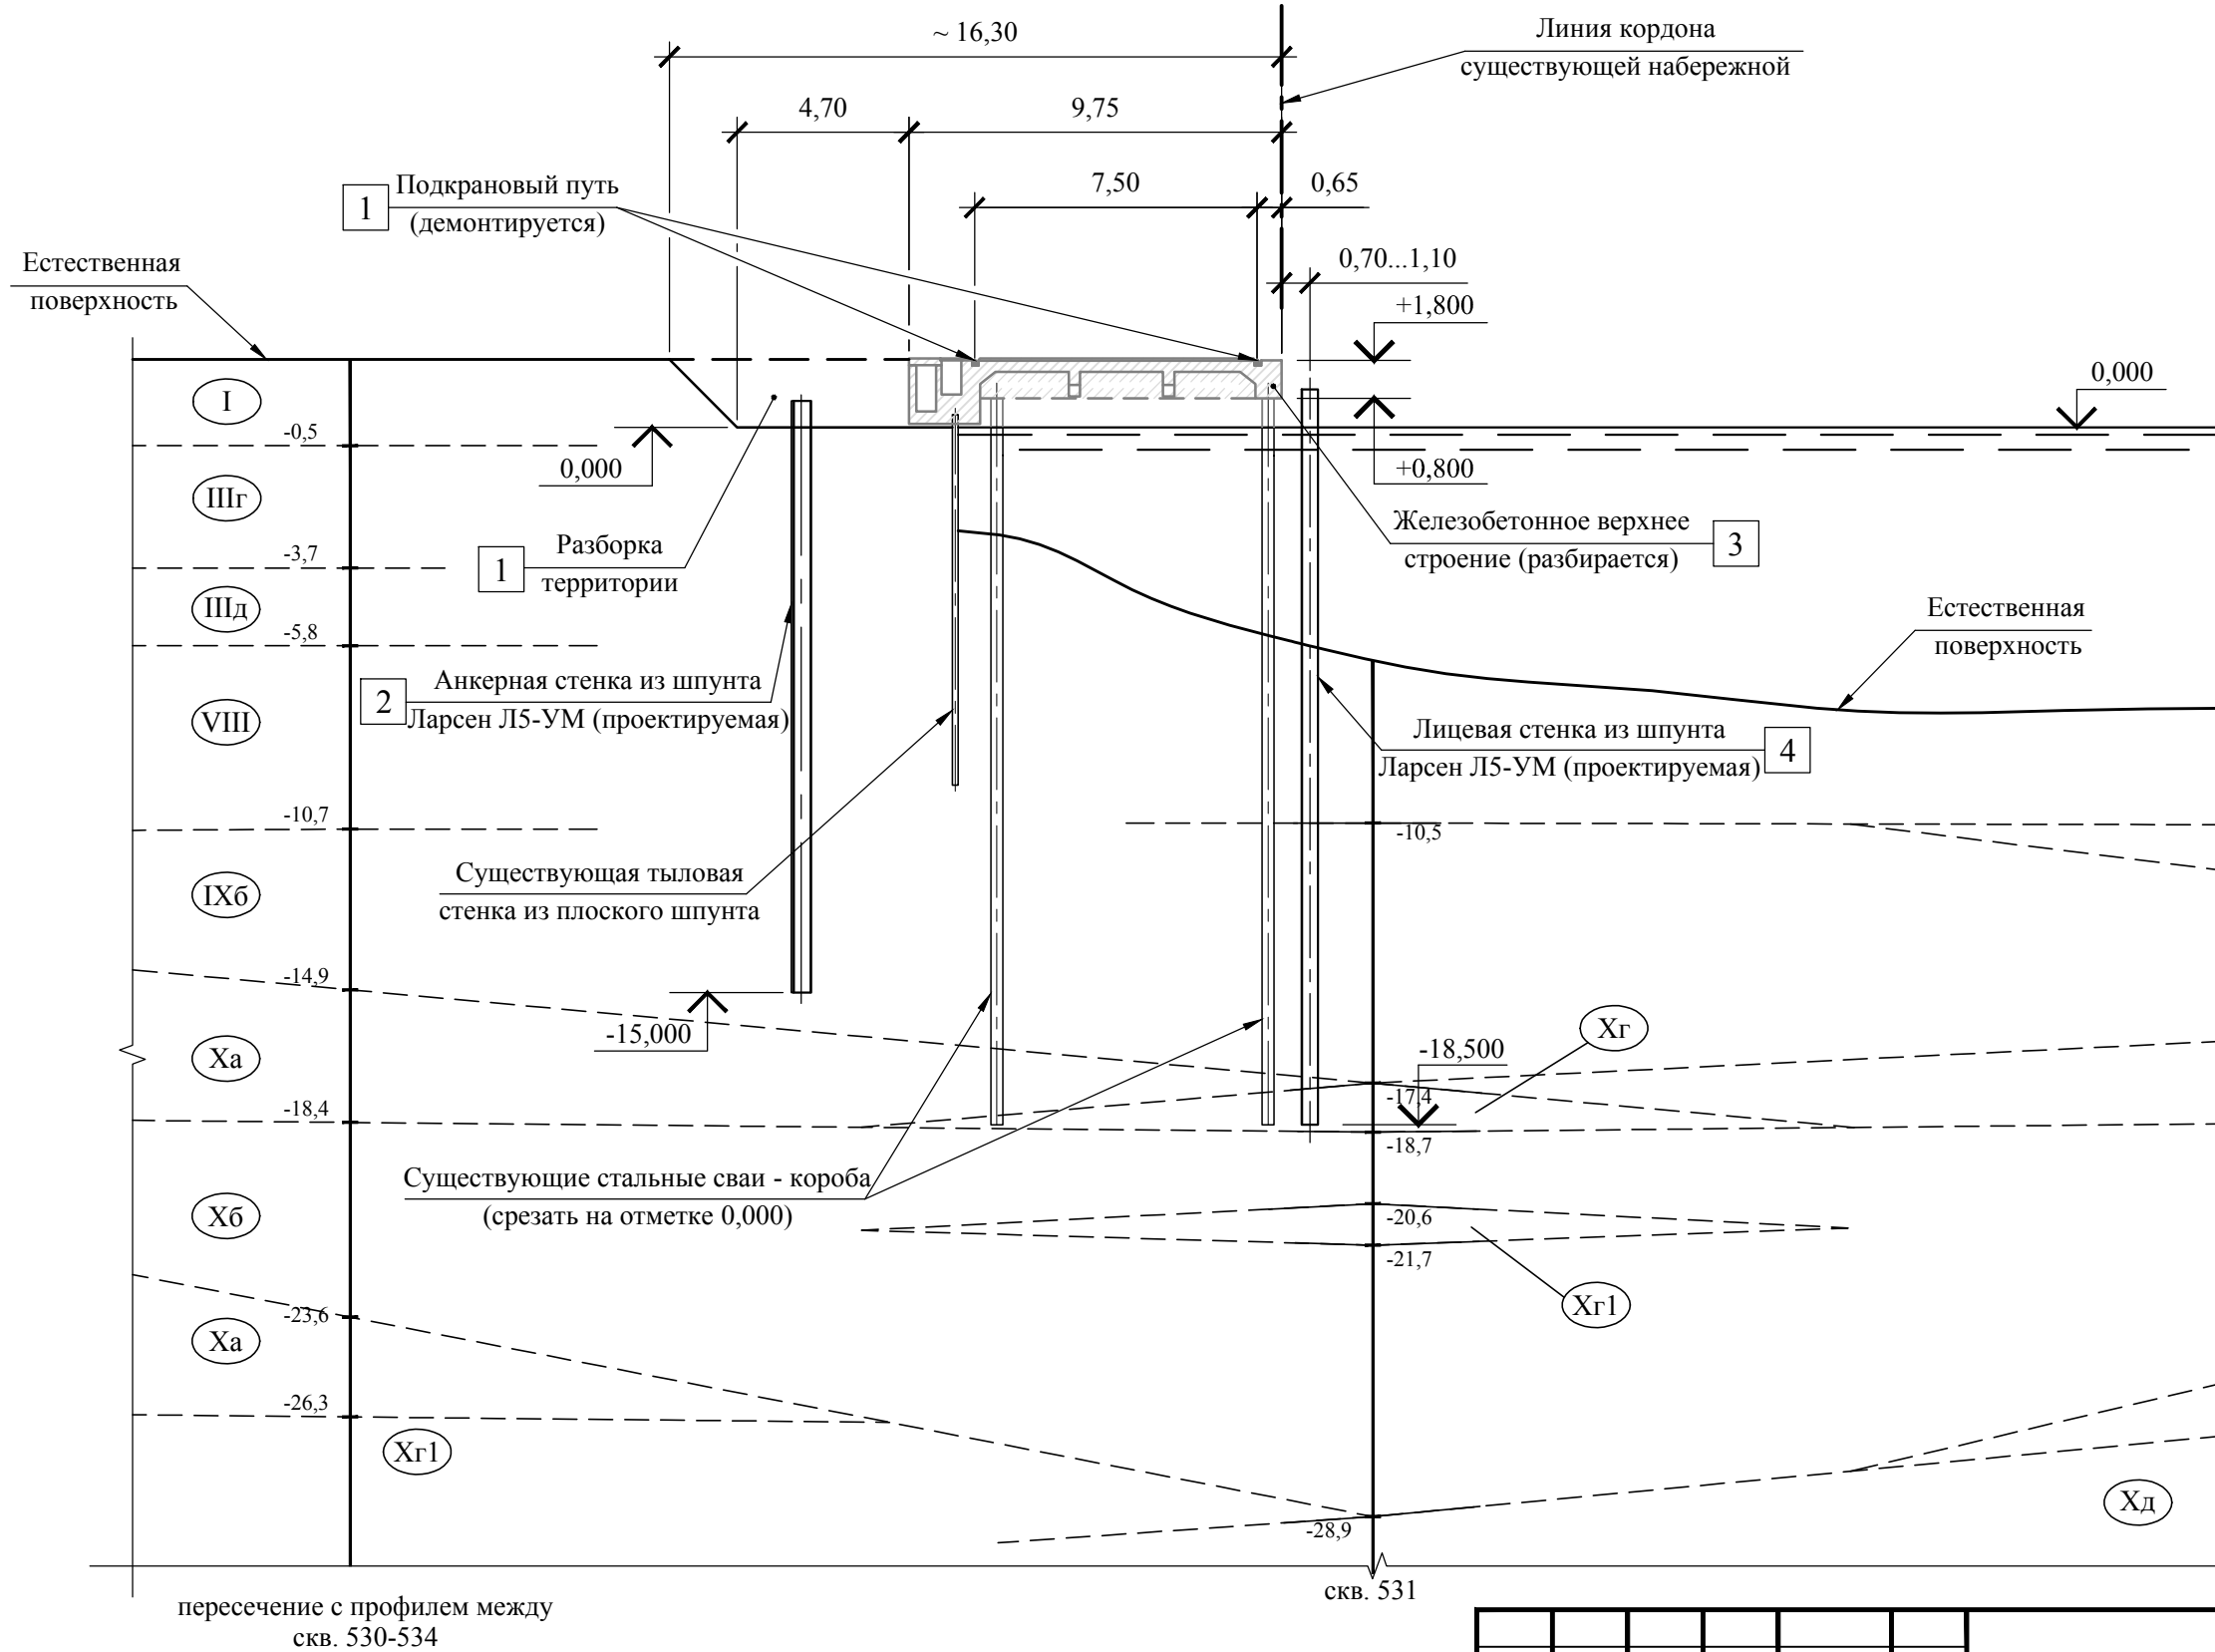 ~ 16,30
Линия кордона
существующей набережной
4,70
9,75
7,50
0,65
1
Подкрановый путь
(демонтируется)
0,70...1,10
Естественная
поверхность
+1,800
0,000
I
-0,5
0,000
+0,800
IIIг
Железобетонное верхнее
строение (разбирается)
3
1
Разборка
территории
-3,7
IIIд
-5,8
Естественная
поверхность
2
Анкерная стенка из шпунта
Ларсен Л5-УМ (проектируемая)
VIII
Лицевая стенка из шпунта
Ларсен Л5-УМ (проектируемая)
4
-10,7
-10,5
Существующая тыловая
стенка из плоского шпунта
IXб
-14,9
-15,000
Xг
Xа
-18,500
-17,4
-18,4
-18,7
Существующие стальные сваи - короба
(срезать на отметке 0,000)
Xб
-20,6
-21,7
Xг1
-23,6
Xа
-26,3
Xг1
Xд
-28,9
скв. 531
пересечение с профилем между
скв. 530-534